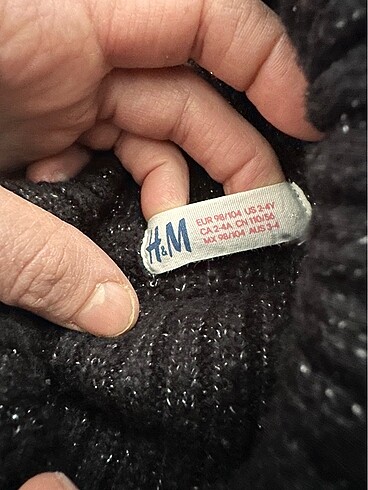 H&M
EUR 98/104 US 2-4Y
CA 2-4A CN 110/56
MX 98/104 AUS 3-4